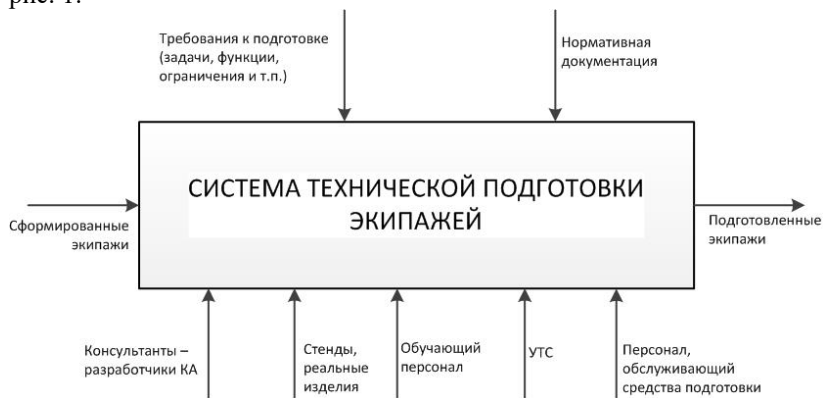 рис. 1.
Требования к подготовке
(задачи, функции,
ограничения и т.п.)
Нормативная
документация
СИСТЕМА ТЕХНИЧЕСКОЙ ПОДГОТОВКИ
ЭКИПАЖЕЙ
Сформированные
экипажи
Подготовленные
экипажи
Консультанты –
разработчики КА
Стенды,
реальные
изделия
Обучающий
персонал
УТС
Персонал,
обслуживающий
средства подготовки